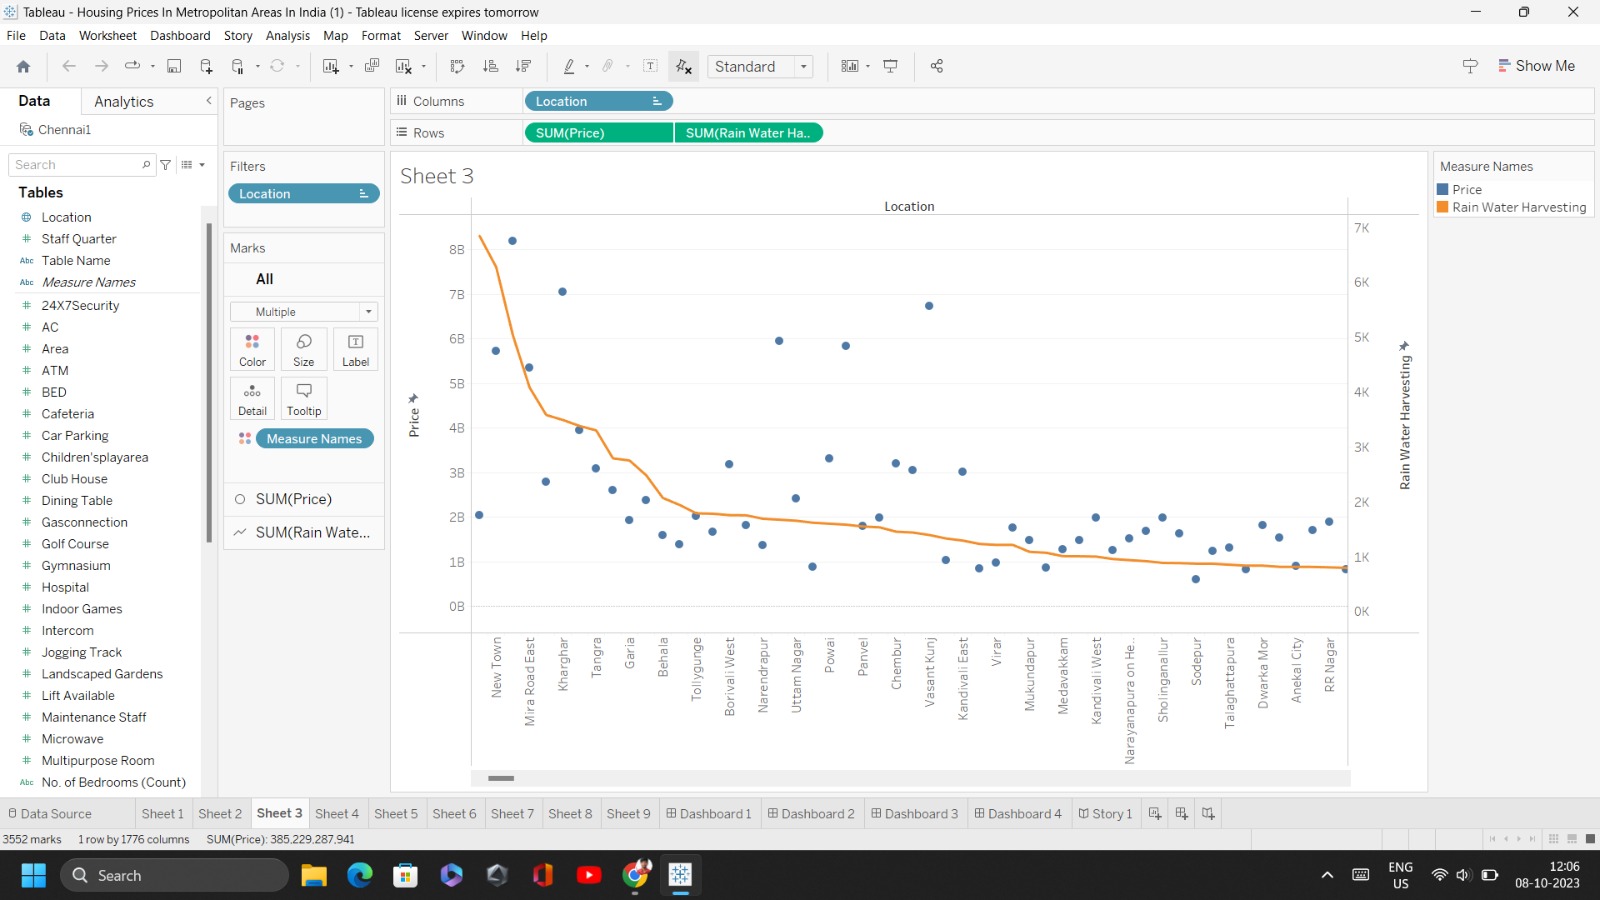 Tableau - Housing Prices In Metropolitan Areas In India (1) - Tableau license expires tomorrow
File Data Worksheet Dashboard Story Analysis Map Format Server Window Help
Standard
Show Me
Data Analytics
Chennai1
Search
Tables
Location
Staff Quarter
Abc Table Name
Abc Measure Names
24X7Security
AC
Area
ATM
BED
Cafeteria
Car Parking
Children'splayarea
Club House
Dining Table
Gasconnection
Golf Course
Gymnasium
Hospital
Indoor Games
Intercom
Jogging Track
Landscaped Gardens
Lift Available
Maintenance Staff
Microwave
Multipurpose Room
Abc No. of Bedrooms (Count)
Pages
Filters
Location
Marks
All
Multiple
Color Size Label
Detail Tooltip
Measure Names
SUM(Price)
SUM(Rain Wate...
Columns Location
Rows SUM(Price) SUM(Rain Water Ha..
Sheet 3
Location
8B
7B
6B
5B
4B
3B
2B
1B
0B
Price
7K
6K
5K
4K
3K
2K
1K
0K
Rain Water Harvesting
New Town
Mira Road East
Kharghar
Tangra
Garia
Behala
Tollygunge
Borivali West
Narendrapur
Uttam Nagar
Powai
Panvel
Chembur
Vasant Kunj
Kandivali East
Virar
Mukundapur
Medavakkam
Kandivali West
Narayanapura on He..
Sholinganallur
Sodepur
Talaghattapura
Dwarka Mor
Anekal City
RR Nagar
Measure Names
Price
Rain Water Harvesting
Data Source Sheet 1 Sheet 2 Sheet 3 Sheet 4 Sheet 5 Sheet 6 Sheet 7 Sheet 8 Sheet 9 Dashboard 1 Dashboard 2 Dashboard 3 Dashboard 4 Story 1
3552 marks 1 row by 1776 columns SUM(Price): 385,229,287,941
Search
ENG
US
12:06
08-10-2023